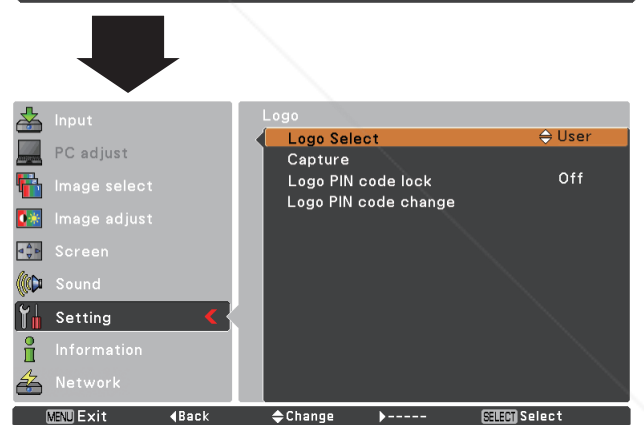 Input
PC adjust
Image select
Image adjust
Screen
Sound
Setting
Information
Network
Logo
Logo Select User
Capture
Logo PIN code lock Off
Logo PIN code change
MENU Exit Back Change ----- SELECT Select